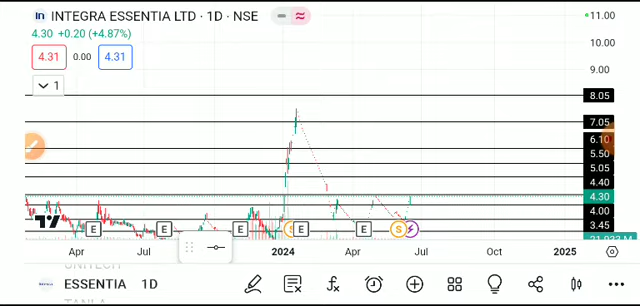 in INTEGRA ESSENTIA LTD · 1D · NSE
4.30 +0.20 (+4.87%)
4.31 0.00 4.31
1
11.00
10.00
9.00
8.05
7.05
6.10
5.50
5.05
4.40
4.30
4.00
3.45
E E E S E E S
Apr Jul 2024 Apr Jul Oct 2025
UNITECH
ESSENTIA 1D